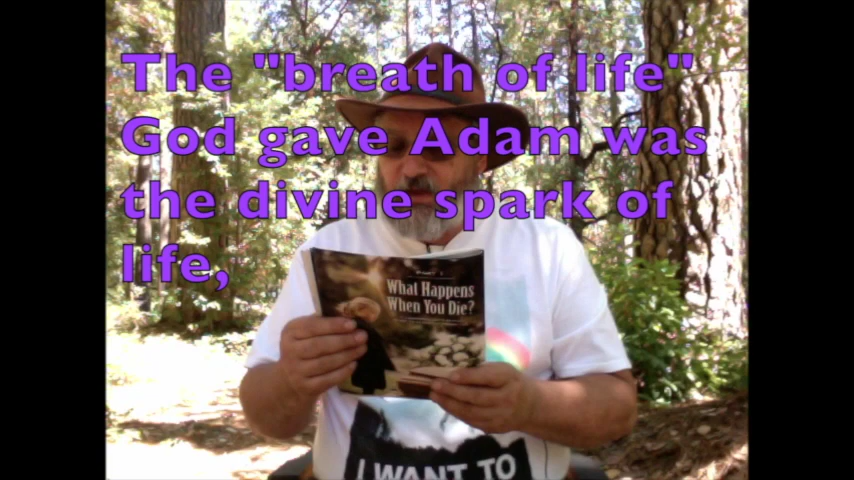 The "breath of life"
God gave Adam was
the divine spark of
life,
What Happens
When You Die?
I WANT TO